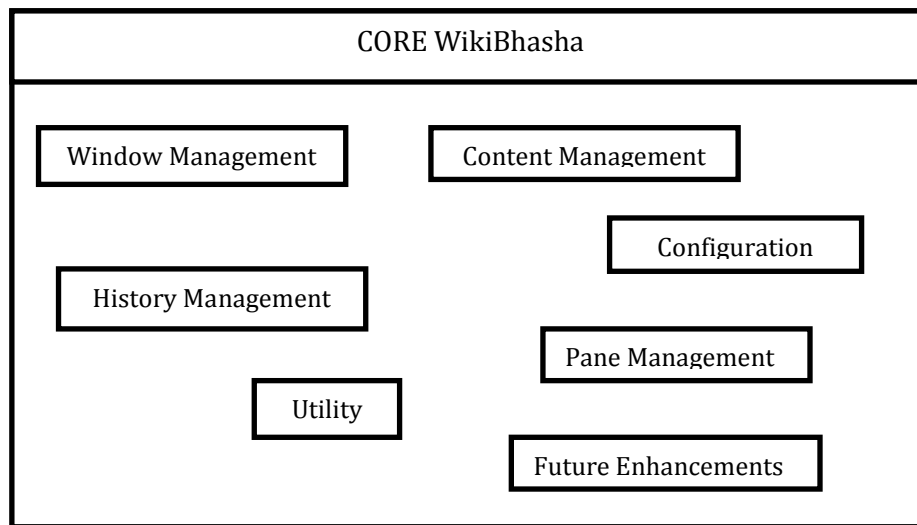 CORE WikiBhasha
Window Management
Content Management
Configuration
History Management
Pane Management
Utility
Future Enhancements